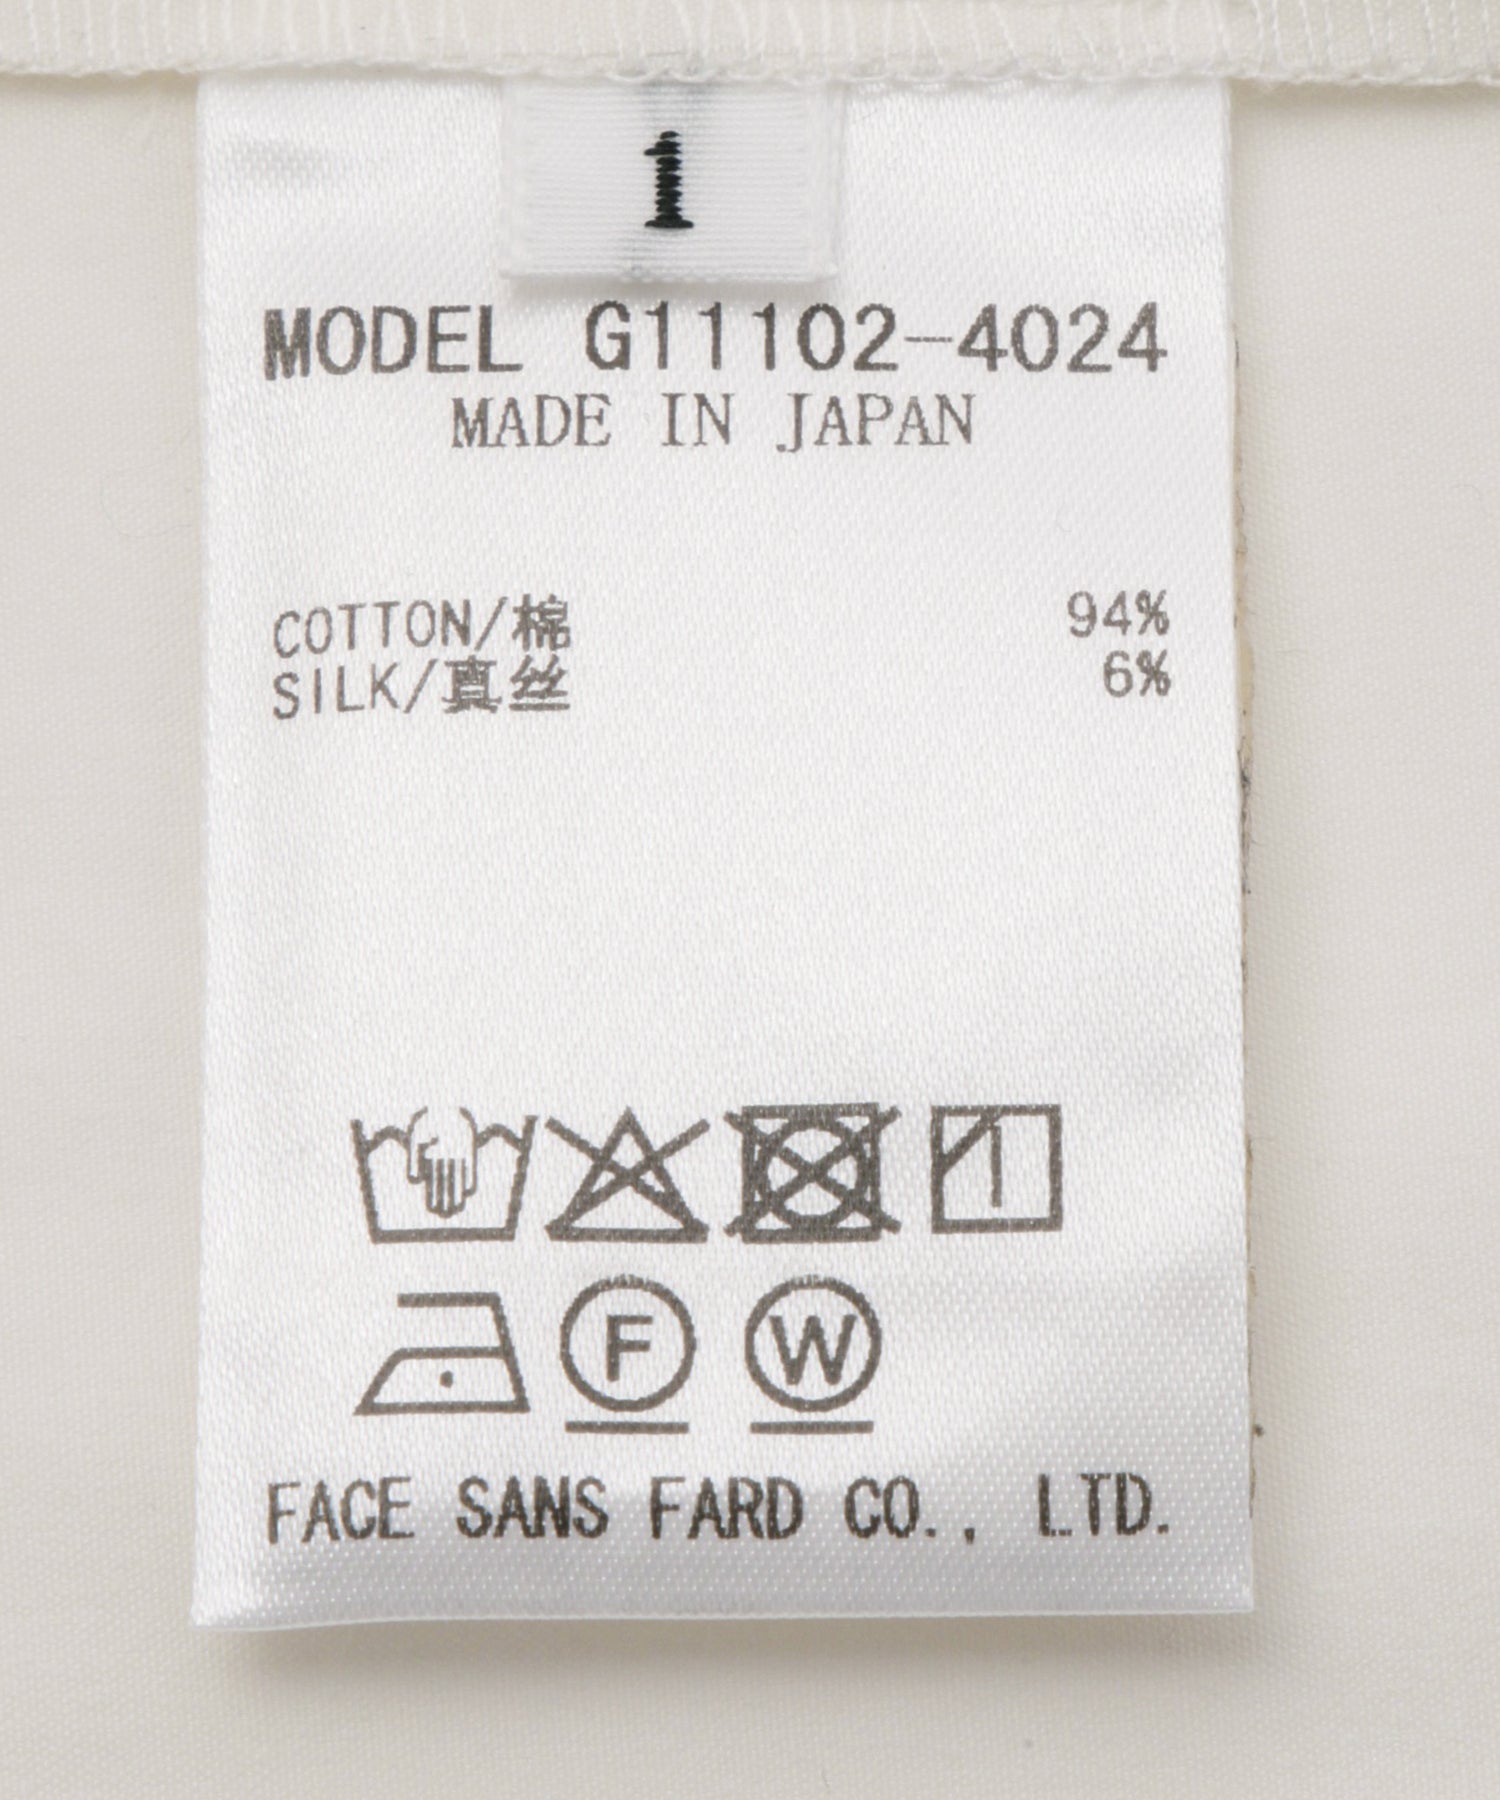 1
MODEL G11102-4024
MADE IN JAPAN
COTTON/棉 94%
SILK/真丝 6%
F W
FACE SANS FARD CO., LTD.